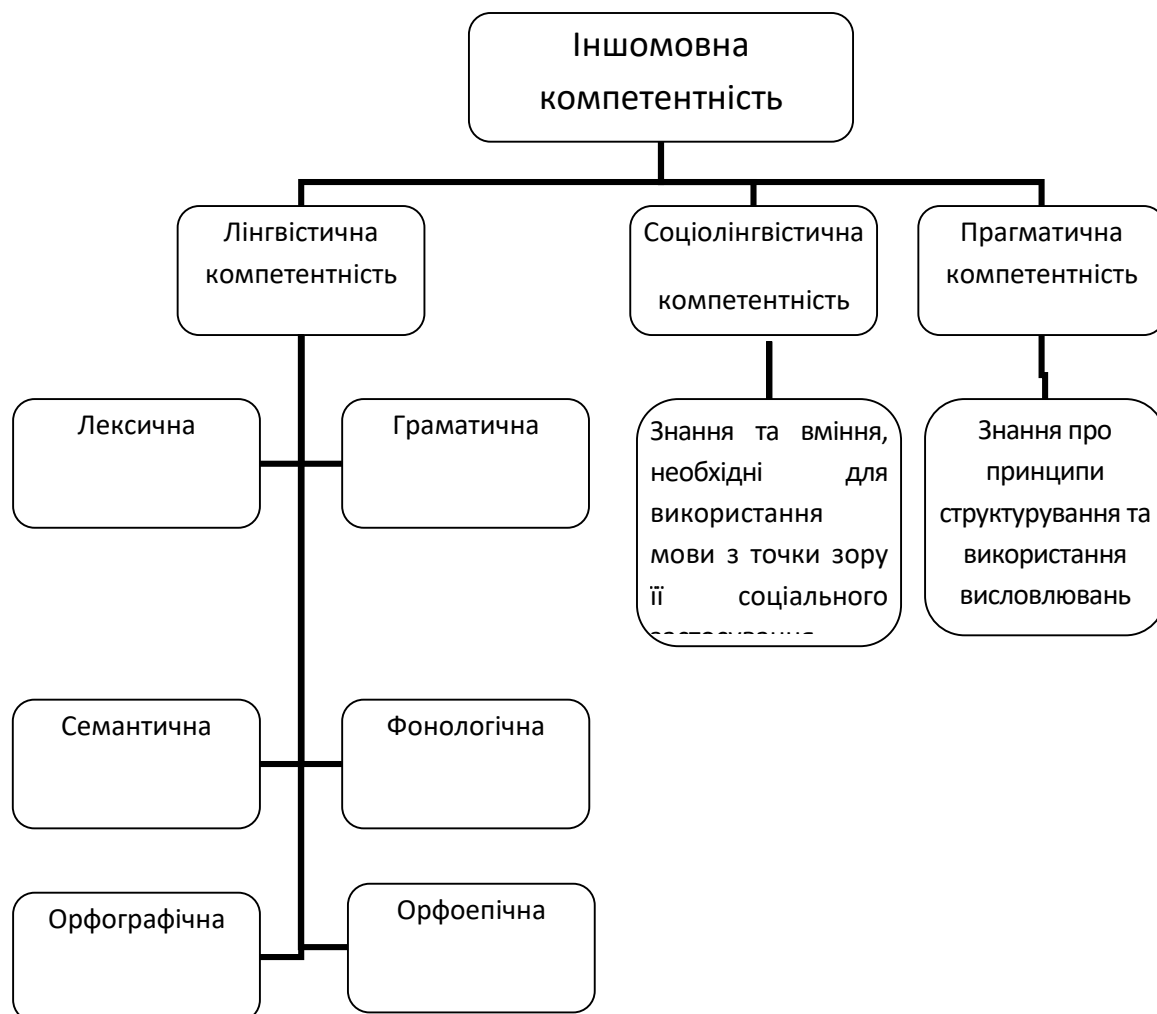 Іншомовна
компетентність
Лінгвістична
компетентність
Соціолінгвістична
компетентність
Прагматична
компетентність
Лексична
Граматична
Знання та вміння,
необхідні для
використання
мови з точки зору
її соціального
Знання про
принципи
структурування та
використання
висловлювань
Семантична
Фонологічна
Орфографічна
Орфоепічна